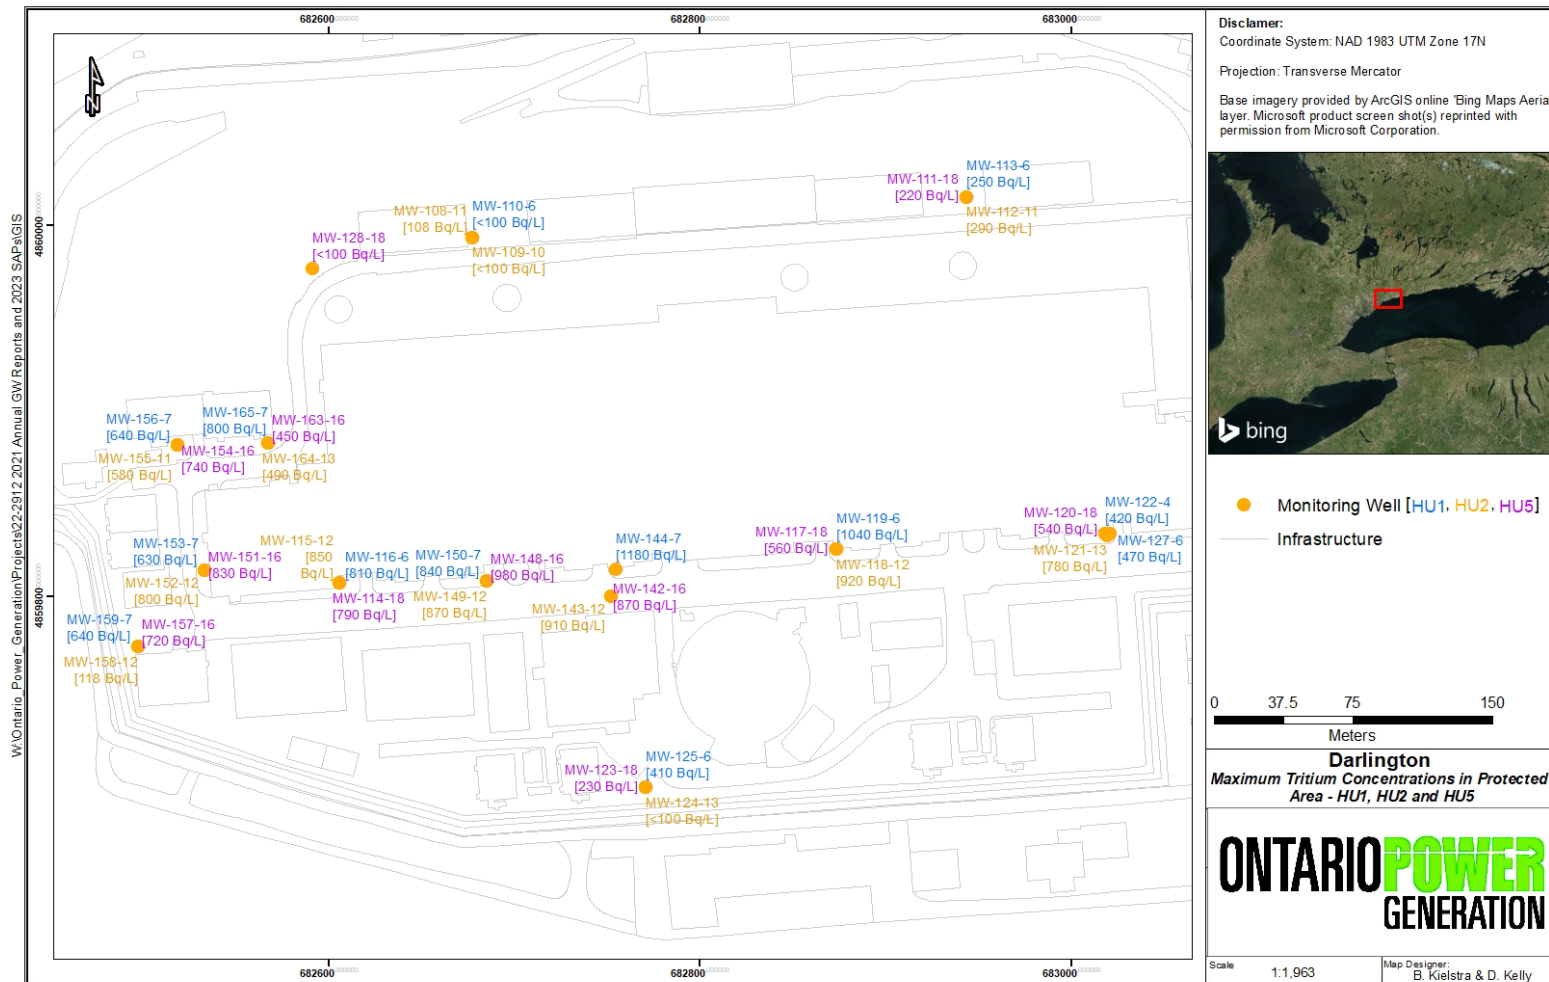 682600
682800
683000
4860000
4859800
W:\Ontario_Power_Generation\Projects\22-2912 2021 Annual GW Reports and 2023 SAPs\GIS
N
MW-113-6
[250 Bq/L]
MW-111-18
[220 Bq/L]
MW-112-11
[290 Bq/L]
MW-108-11
[108 Bq/L]
MW-110-6
[<100 Bq/L]
MW-109-10
[<100 Bq/L]
MW-128-18
[<100 Bq/L]
MW-156-7
[640 Bq/L]
MW-155-11
[580 Bq/L]
MW-154-16
[740 Bq/L]
MW-165-7
[800 Bq/L]
MW-163-16
[450 Bq/L]
MW-164-13
[490 Bq/L]
MW-153-7
[630 Bq/L]
MW-151-16
[830 Bq/L]
MW-152-12
[800 Bq/L]
MW-115-12
[850
Bq/L]
MW-116-6
[810 Bq/L]
MW-114-18
[790 Bq/L]
MW-150-7
[840 Bq/L]
MW-148-16
[980 Bq/L]
MW-149-12
[870 Bq/L]
MW-144-7
[1180 Bq/L]
MW-142-16
[870 Bq/L]
MW-143-12
[910 Bq/L]
MW-117-18
[560 Bq/L]
MW-119-6
[1040 Bq/L]
MW-118-12
[920 Bq/L]
MW-120-18
[540 Bq/L]
MW-122-4
[420 Bq/L]
MW-121-13
[780 Bq/L]
MW-127-6
[470 Bq/L]
MW-159-7
[640 Bq/L]
MW-157-16
[720 Bq/L]
MW-158-12
[118 Bq/L]
MW-123-18
[230 Bq/L]
MW-125-6
[410 Bq/L]
MW-124-13
[<100 Bq/L]
682600
682800
683000
Disclamer:
Coordinate System: NAD 1983 UTM Zone 17N
Projection: Transverse Mercator
Base imagery provided by ArcGIS online 'Bing Maps Aeria
layer. Microsoft product screen shot(s) reprinted with
permission from Microsoft Corporation.
bing
Monitoring Well [HU1, HU2, HU5]
Infrastructure
0 37.5 75 150
Meters
Darlington
Maximum Tritium Concentrations in Protected
Area - HU1, HU2 and HU5
ONTARIOPOWER
GENERATION
Scale 1:1,963
Map Designer:
B. Kielstra & D. Kelly